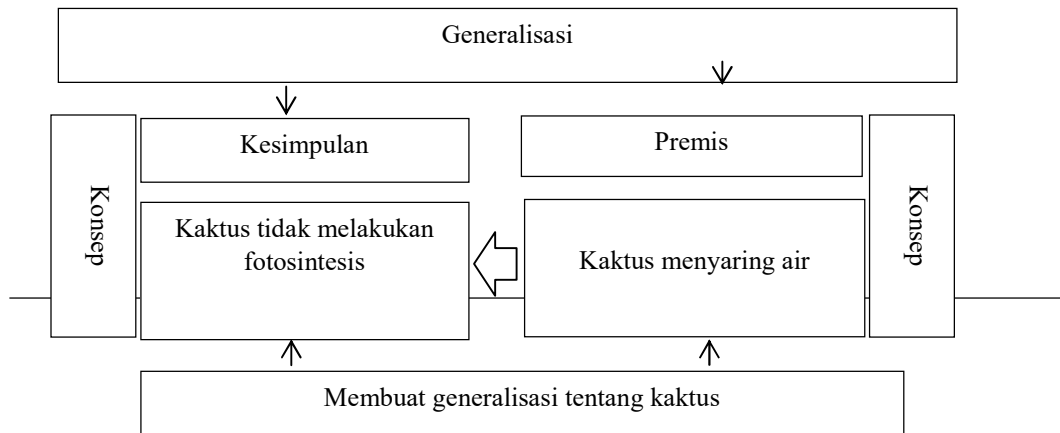 Generalisasi
Kesimpulan
Premis
Konsep
Kaktus tidak melakukan
fotosintesis
Kaktus menyaring air
Konsep
Membuat generalisasi tentang kaktus